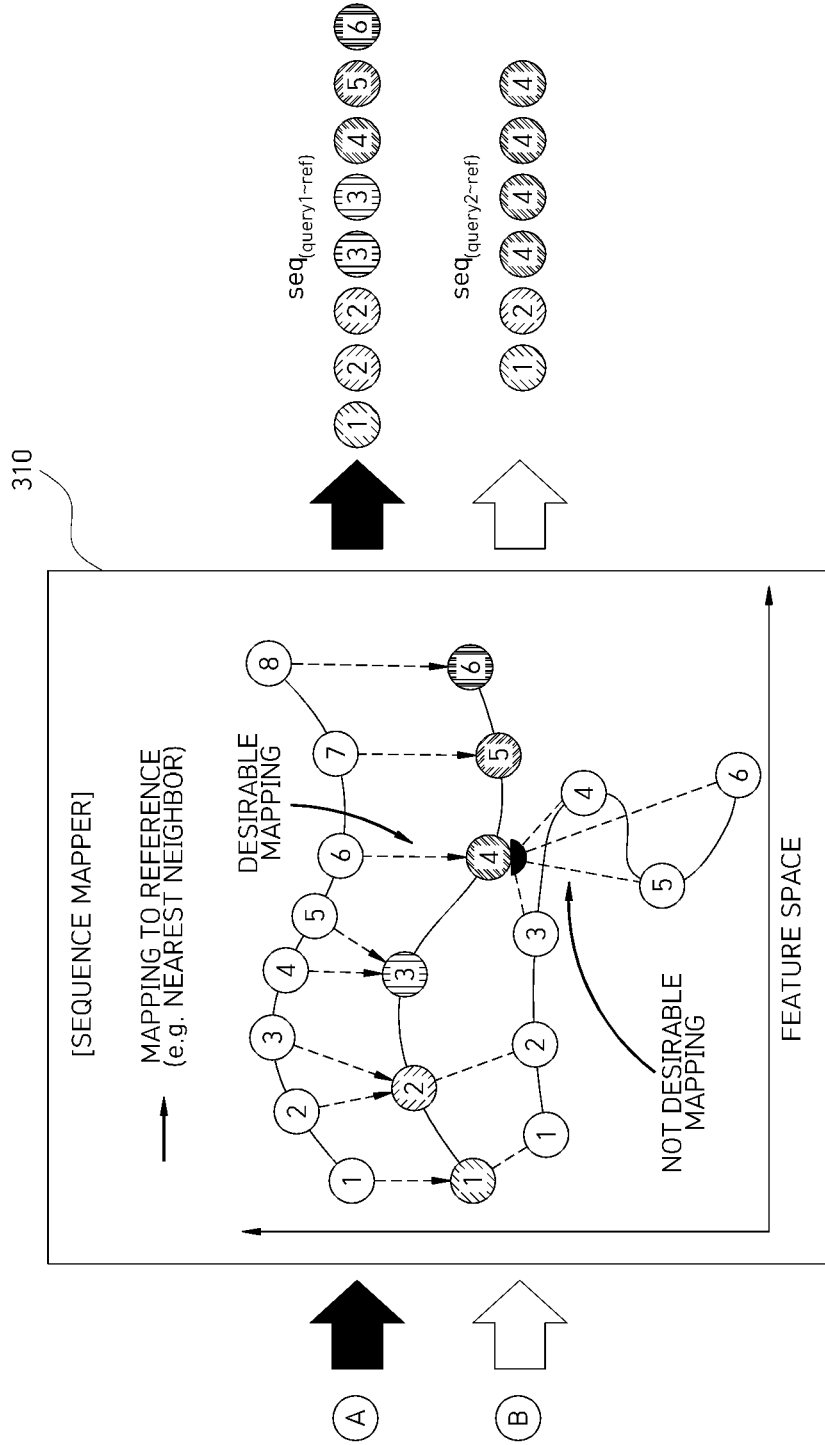 310
[SEQUENCE MAPPER]
MAPPING TO REFERENCE
(e.g. NEAREST NEIGHBOR)
DESIRABLE
MAPPING
1 2 3 4 5 6 7 8
1 2 3 4 5 6
1 2 3 4 5 6
NOT DESIRABLE
MAPPING
FEATURE SPACE
A
B
seq(query1~ref)
1 2 2 3 3 4 5 6
seq(query2~ref)
1 2 4 4 4 4